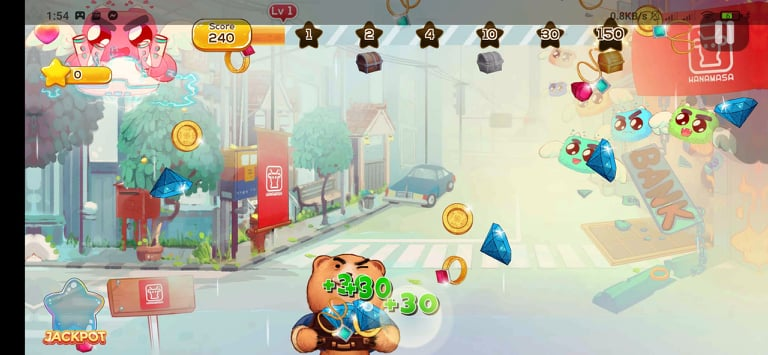 1:54
0.8KB/s
Lv 1
Score
240
1
2
4
10
30
150
0
HANAMASA
BANK
+30
+30
+30
JACKPOT